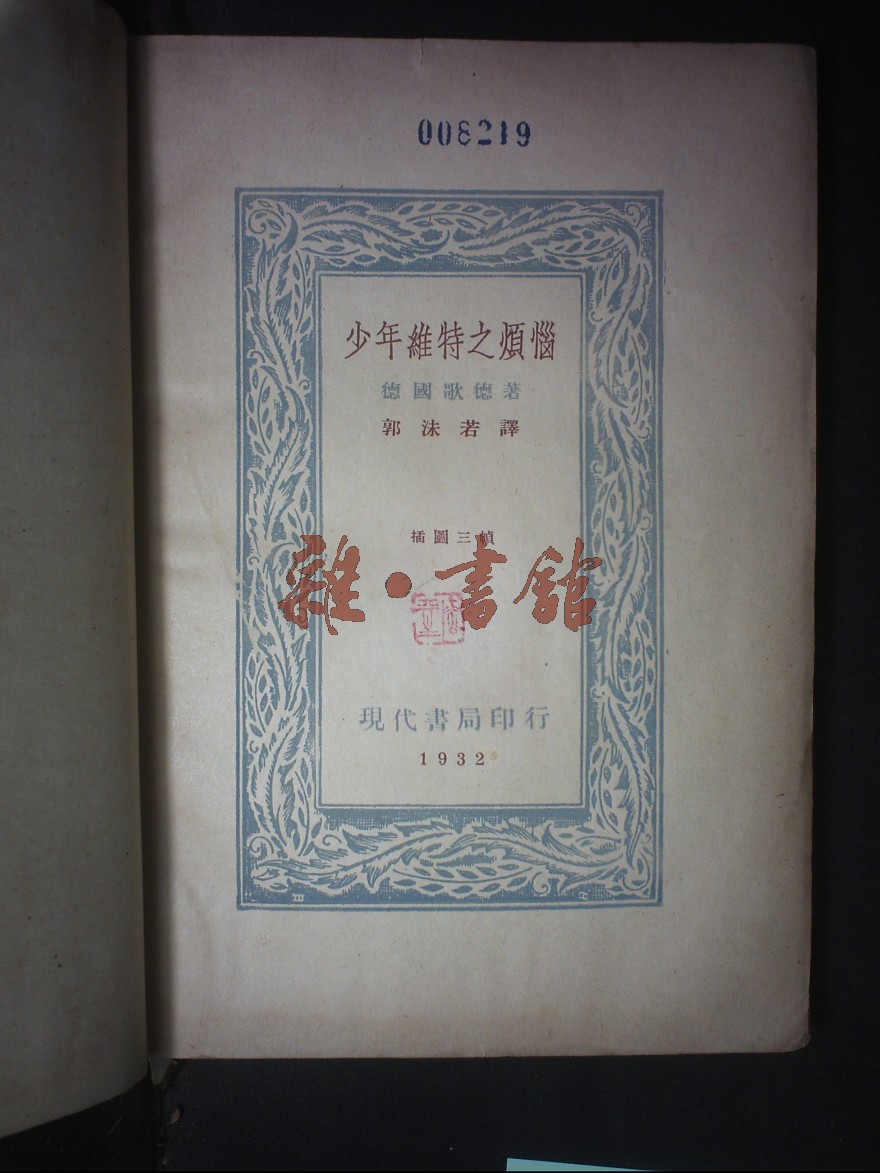 008219
少年維特之煩惱
德國歌德著
郭沫若譯
插圖三幀
雜·書舘
現代書局印行
1932